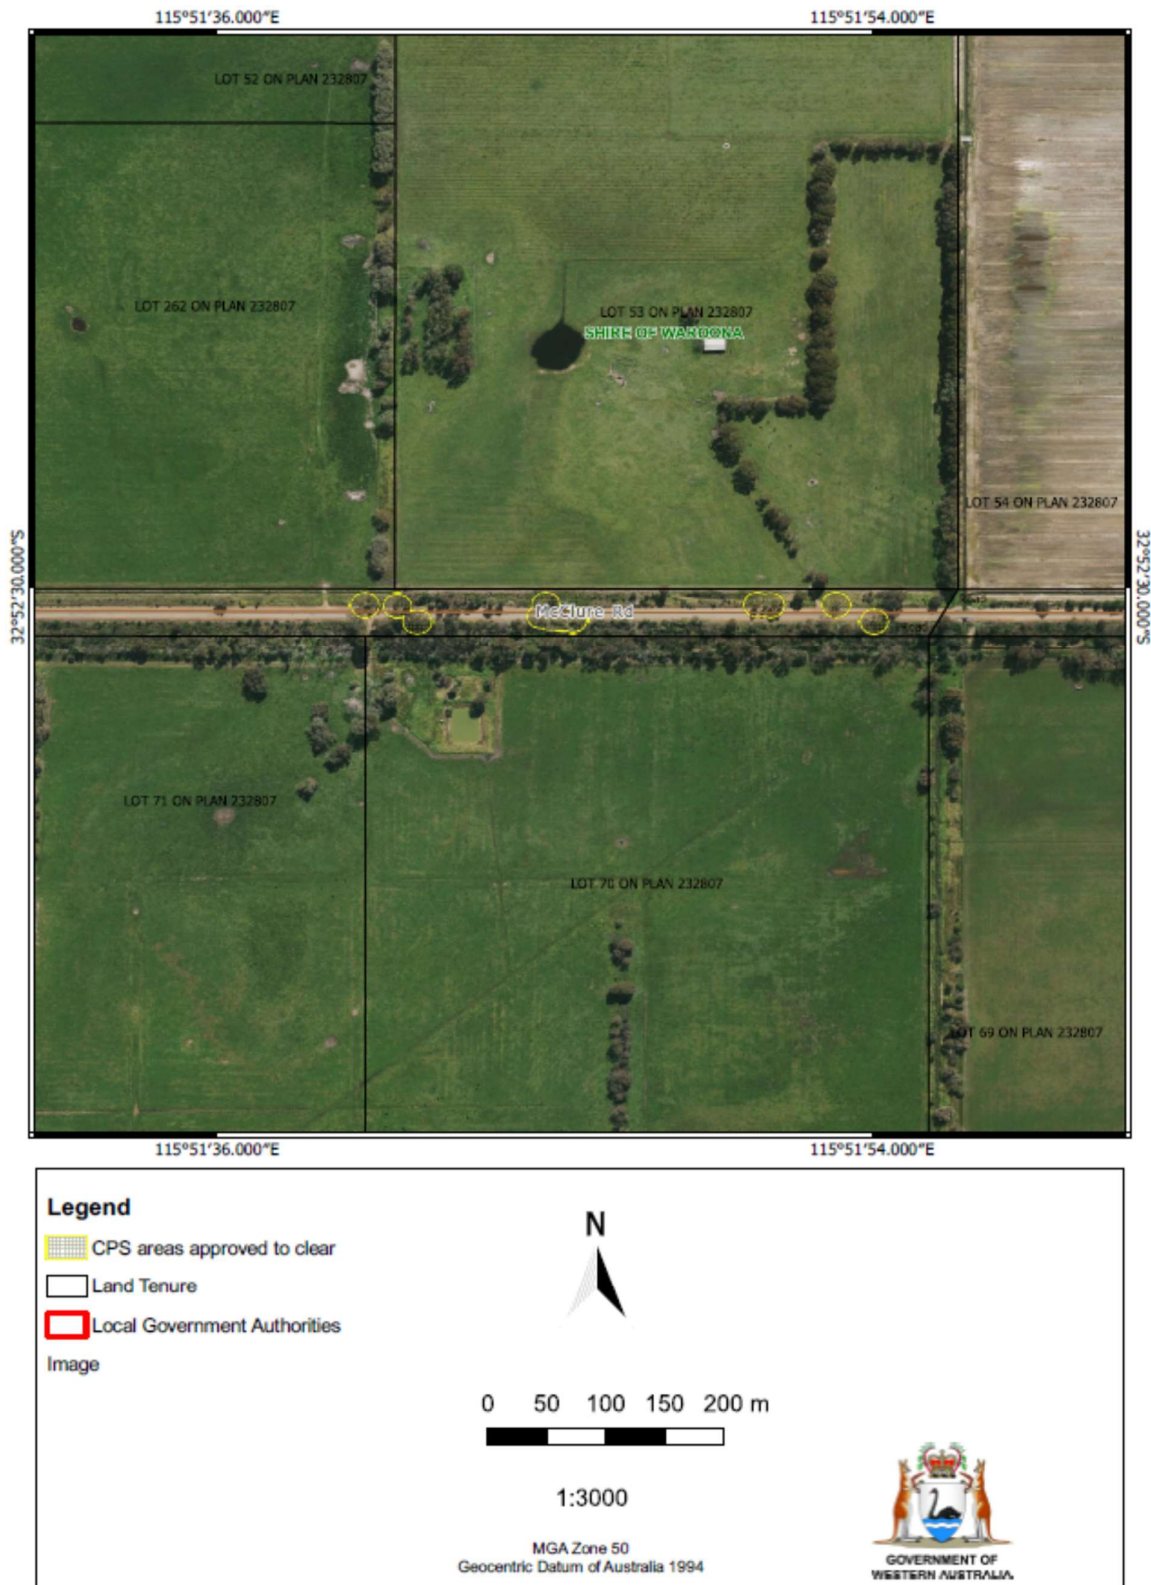 115°51'36.000"E
115°51'54.000"E
LOT 52 ON PLAN 232807
LOT 262 ON PLAN 232807
LOT 53 ON PLAN 232807
SHIRE OF WAROONA
LOT 54 ON PLAN 232807
32°52'30.000"S
32°52'30.000"S
McClure Rd
LOT 71 ON PLAN 232807
LOT 70 ON PLAN 232807
LOT 69 ON PLAN 232807
115°51'36.000"E
115°51'54.000"E
Legend
CPS areas approved to clear
Land Tenure
Local Government Authorities
Image
N
0 50 100 150 200 m
1:3000
MGA Zone 50
Geocentric Datum of Australia 1994
GOVERNMENT OF
WESTERN AUSTRALIA